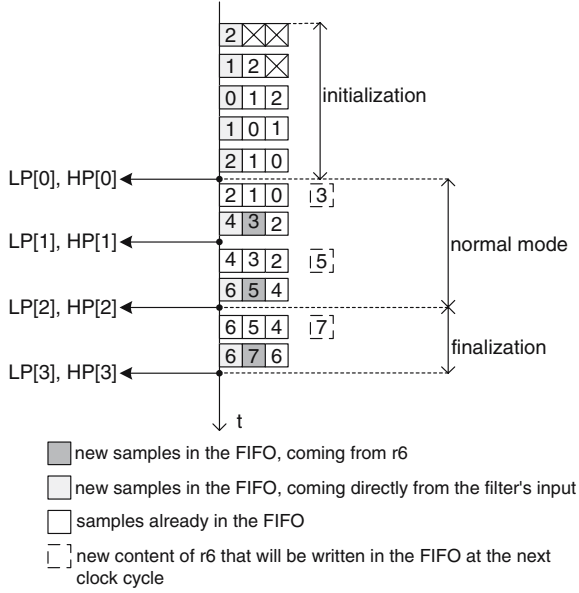 2
1 2
0 1 2
initialization
1 0 1
2 1 0
LP[0], HP[0]
2 1 0 3
4 3 2
LP[1], HP[1]
normal mode
4 3 2 5
6 5 4
LP[2], HP[2]
6 5 4 7
finalization
6 7 6
LP[3], HP[3]
t
new samples in the FIFO, coming from r6
new samples in the FIFO, coming directly from the filter's input
samples already in the FIFO
new content of r6 that will be written in the FIFO at the next
clock cycle